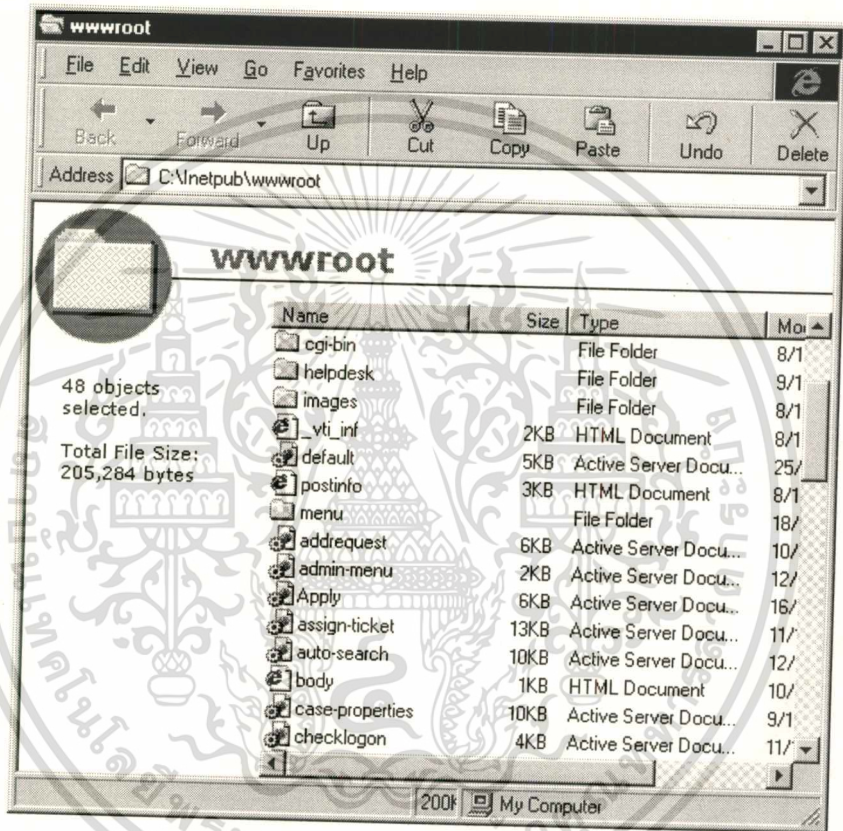 wwwroot
File Edit View Go Favorites Help
Back Forward Up Cut Copy Paste Undo Delete
Address C:\Inetpub\wwwroot
wwwroot
48 objects
selected.
Total File Size:
205,284 bytes
Name Size Type
cgi-bin File Folder 8/1
helpdesk File Folder 9/1
images File Folder 8/1
_vti_inf 2KB HTML Document 8/1
default 5KB Active Server Docu... 25/
postinfo 3KB HTML Document 8/1
menu File Folder 18/
addrequest 6KB Active Server Docu... 10/
admin-menu 2KB Active Server Docu... 12/
Apply 6KB Active Server Docu... 16/
assign-ticket 13KB Active Server Docu... 11/
auto-search 10KB Active Server Docu... 12/
body 1KB HTML Document 10/
case-properties 10KB Active Server Docu... 9/1
checklogon 4KB Active Server Docu... 11/
My Computer